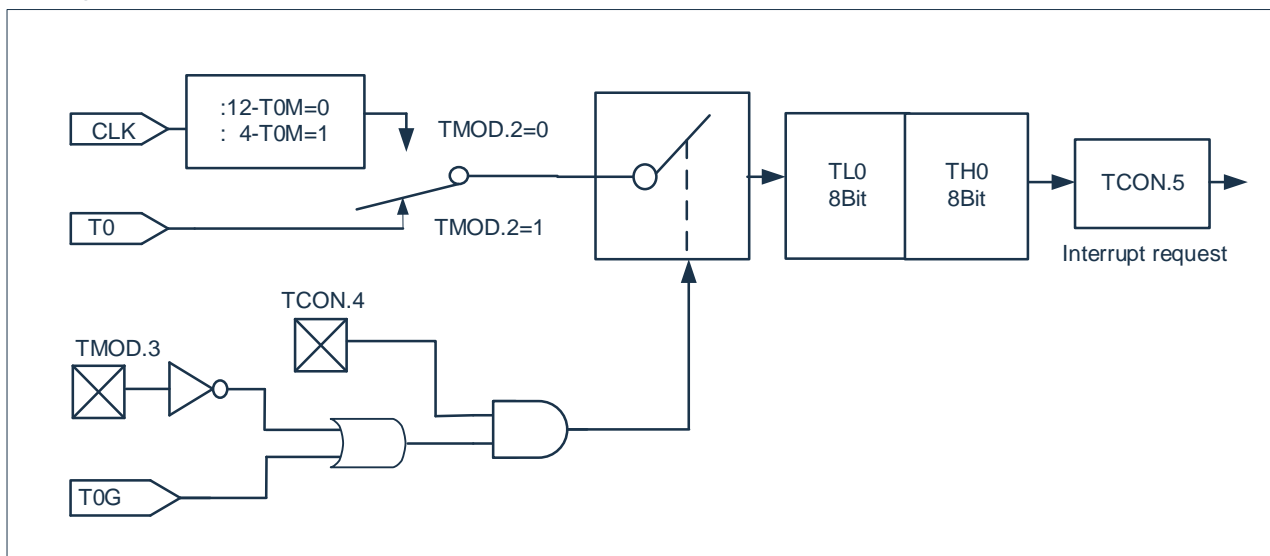 :12-T0M=0
: 4-T0M=1
CLK
TMOD.2=0
T0
TMOD.2=1
TL0
8Bit
TH0
8Bit
TCON.5
Interrupt request
TCON.4
TMOD.3
T0G